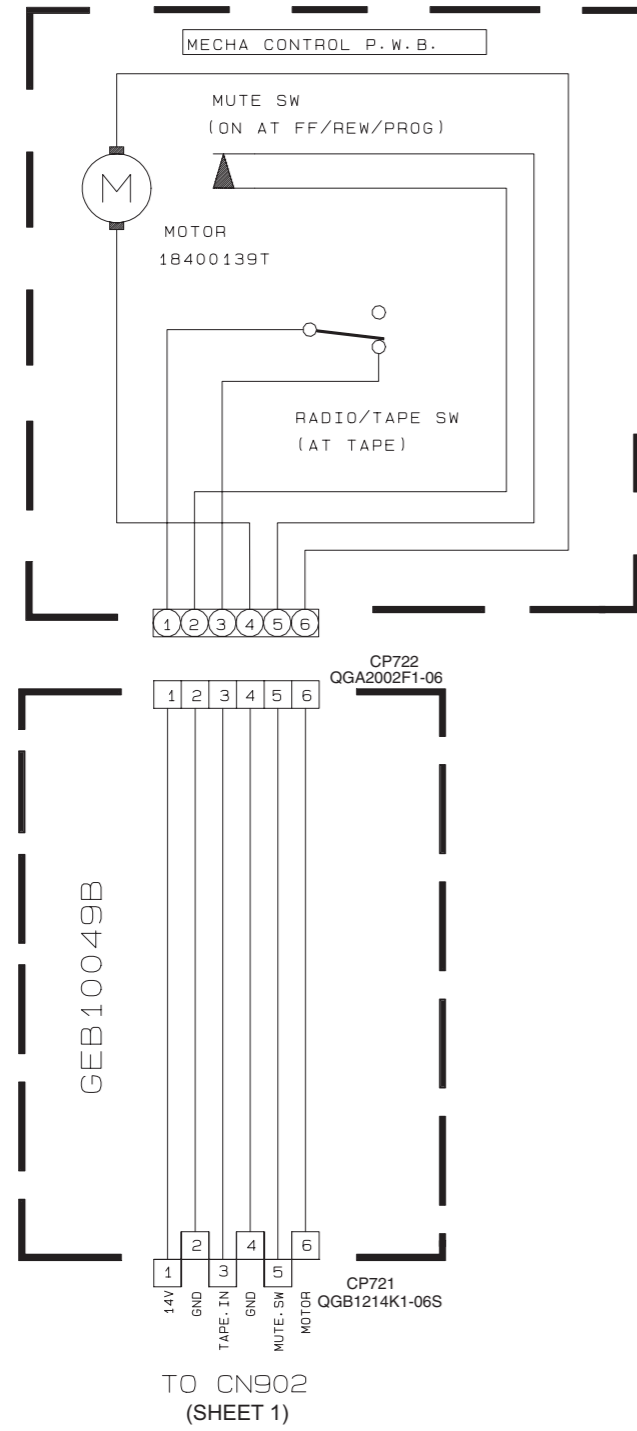 MECHA CONTROL P.W.B.
MUTE SW
(ON AT FF/REW/PROG)
M
MOTOR
18400139T
RADIO/TAPE SW
(AT TAPE)
1 2 3 4 5 6
CP722
QGA2002F1-06
1 2 3 4 5 6
GEB10049B
2 4 6
1 3 5
CP721
QGB1214K1-06S
14V
GND
TAPE.IN
GND
MUTE.SW
MOTOR
TO CN902
(SHEET 1)